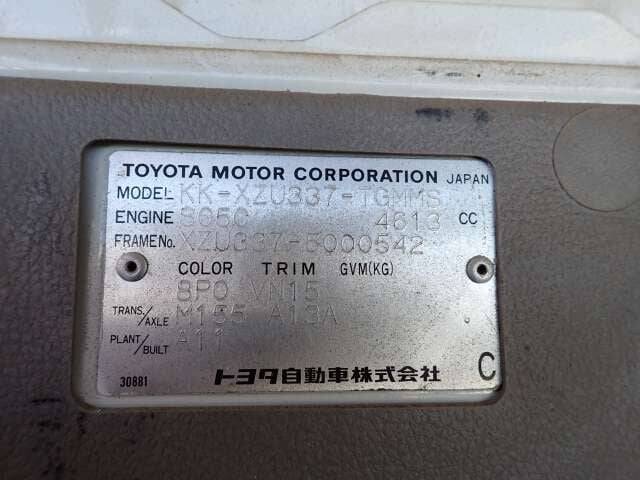 TOYOTA MOTOR CORPORATION JAPAN
MODEL KK-XZU337-TGMMS
ENGINE S05C 4613 CC
FRAME No. XZU337-5000542
COLOR TRIM GVM(KG)
8P0 VN15
TRANS./AXLE M155 A13A
PLANT/BUILT A11
30881 トヨタ自動車株式会社 C